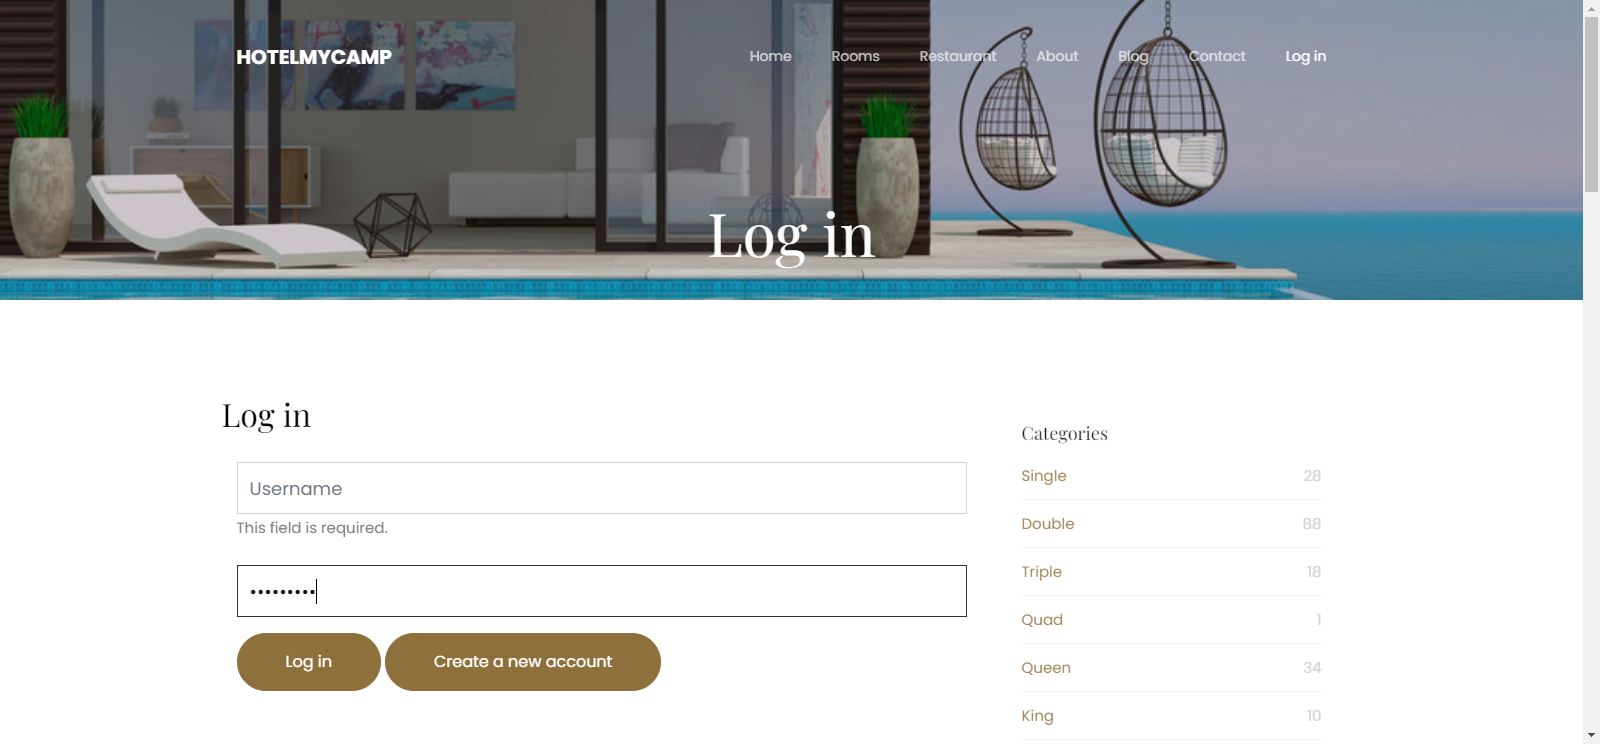 HOTELMYCAMP
Home Rooms Restaurant About Blog Contact Log in
Log in
Log in
Username
This field is required.
•••••••••
Log in Create a new account
Categories
Single 28
Double 88
Triple 18
Quad 1
Queen 34
King 10